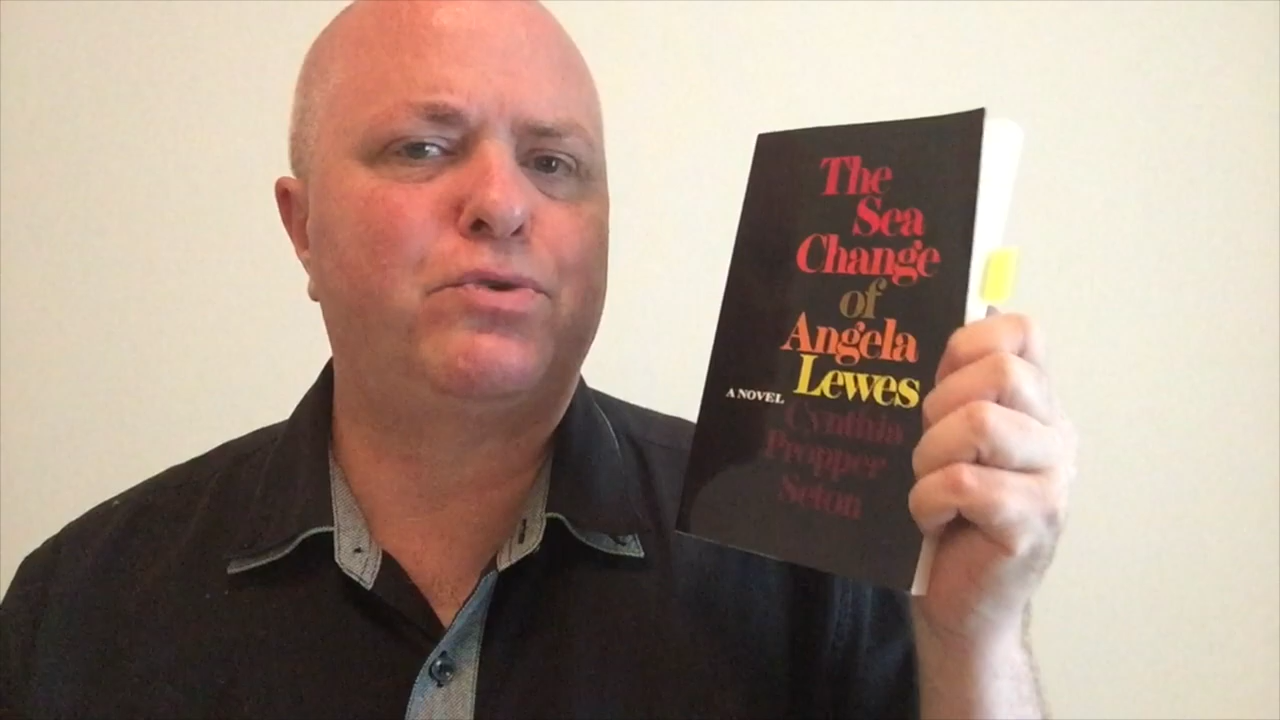 The
Sea
Change
of
Angela
Lewes
A NOVEL
Cynthia
Propper
Seton